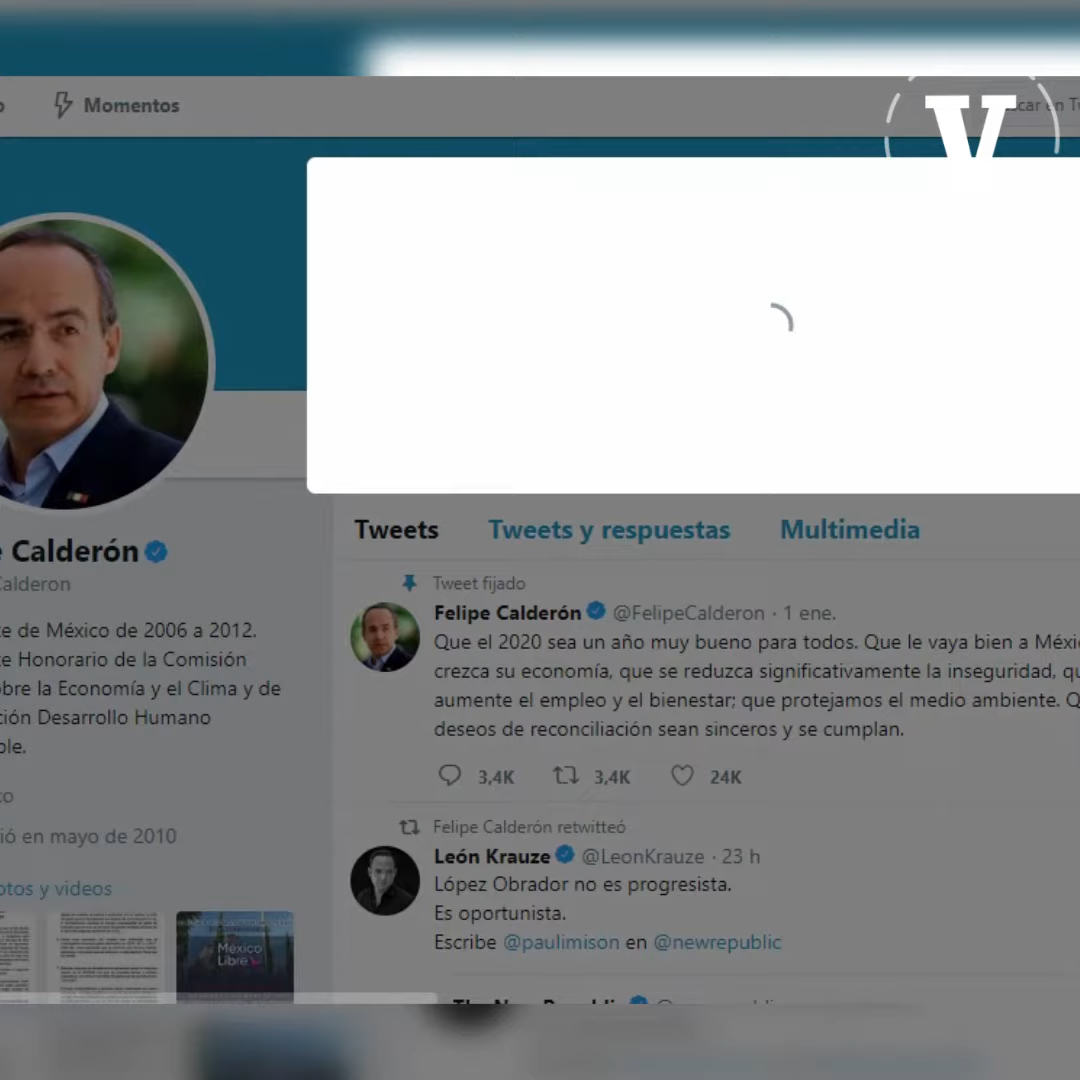 Momentos
V
Calderón
Calderon
de México de 2006 a 2012.
Honorario de la Comisión
la Economía y el Clima y de
Desarrollo Humano
ió en mayo de 2010
otos y videos
México
Libre
Tweets Tweets y respuestas Multimedia
Tweet fijado
Felipe Calderón @FelipeCalderon · 1 ene.
Que el 2020 sea un año muy bueno para todos. Que le vaya bien a Méxi
crezca su economía, que se reduzca significativamente la inseguridad, qu
aumente el empleo y el bienestar; que protejamos el medio ambiente. Q
deseos de reconciliación sean sinceros y se cumplan.
3,4K 3,4K 24K
Felipe Calderón retwitteó
León Krauze @LeonKrauze · 23 h
López Obrador no es progresista.
Es oportunista.
Escribe @paulimison en @newrepublic